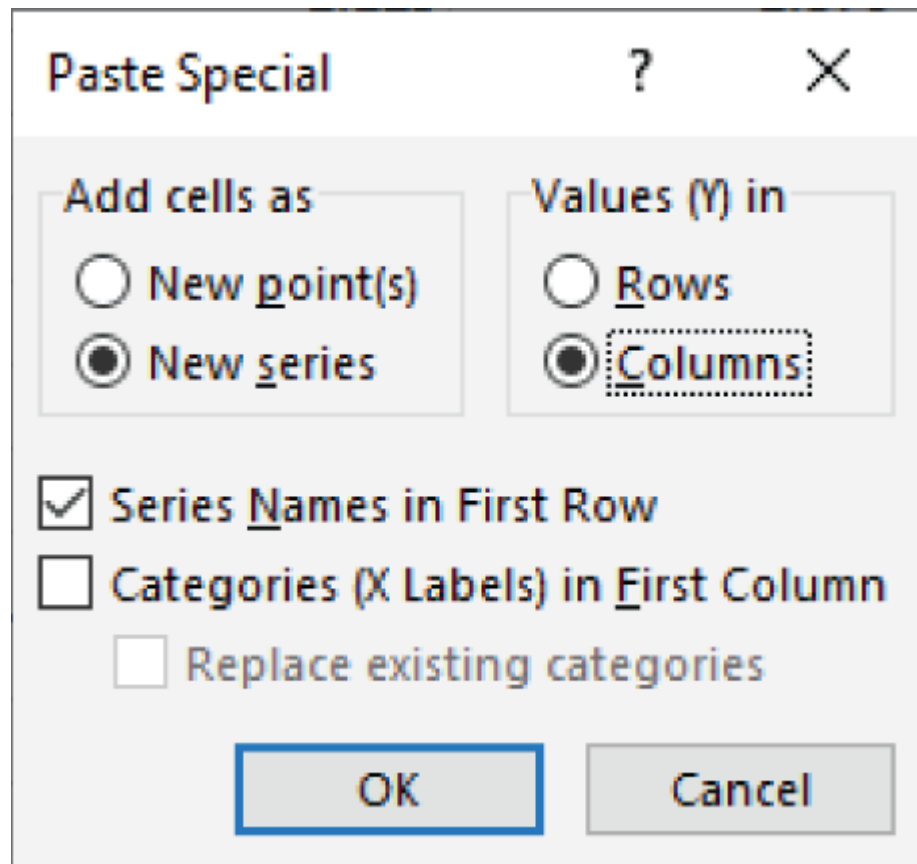 Paste Special ?
Add cells as
New point(s)
New series
Values (Y) in
Rows
Columns
Series Names in First Row
Categories (X Labels) in First Column
Replace existing categories
OK
Cancel